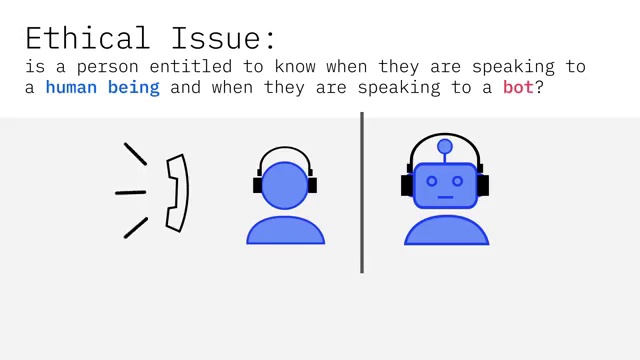 Ethical Issue:
is a person entitled to know when they are speaking to
a human being and when they are speaking to a bot?